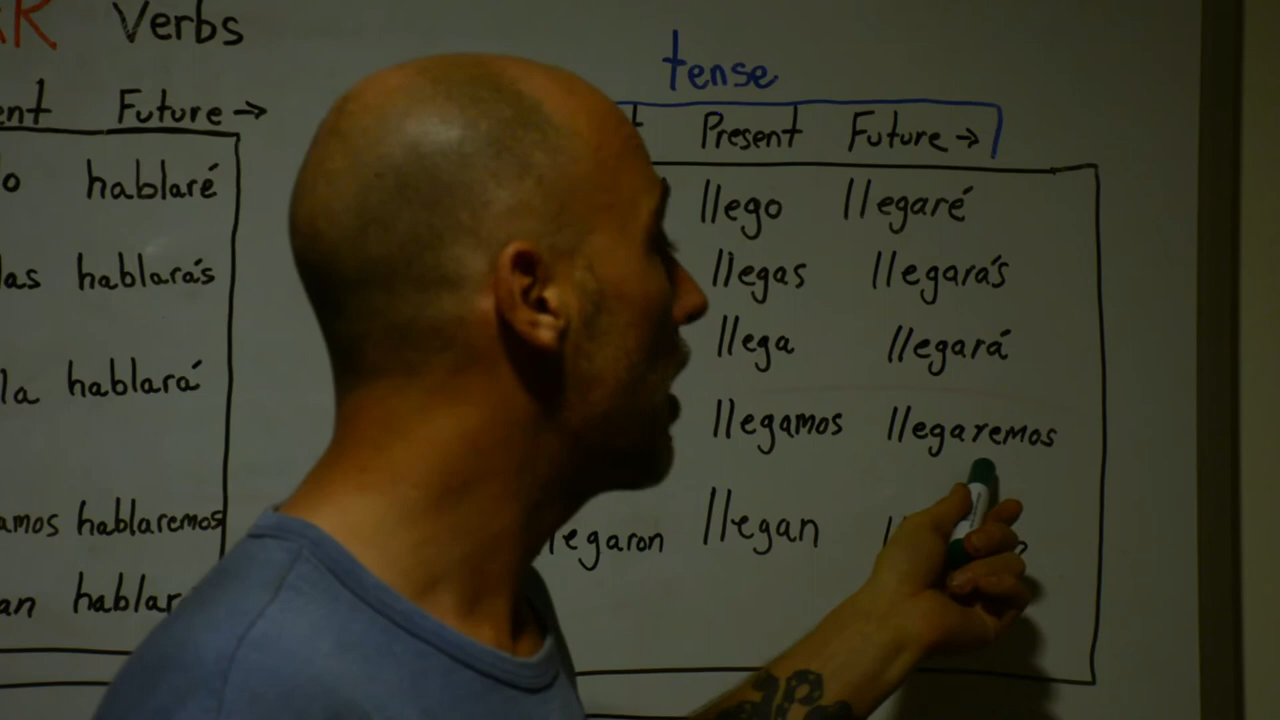 AR Verbs
tense
ent Future →
Present Future →
o hablaré
llego llegaré
las hablarás
llegas llegarás
la hablará
llega llegará
llegamos llegaremos
amos hablaremos
llegaron llegan
an hablar